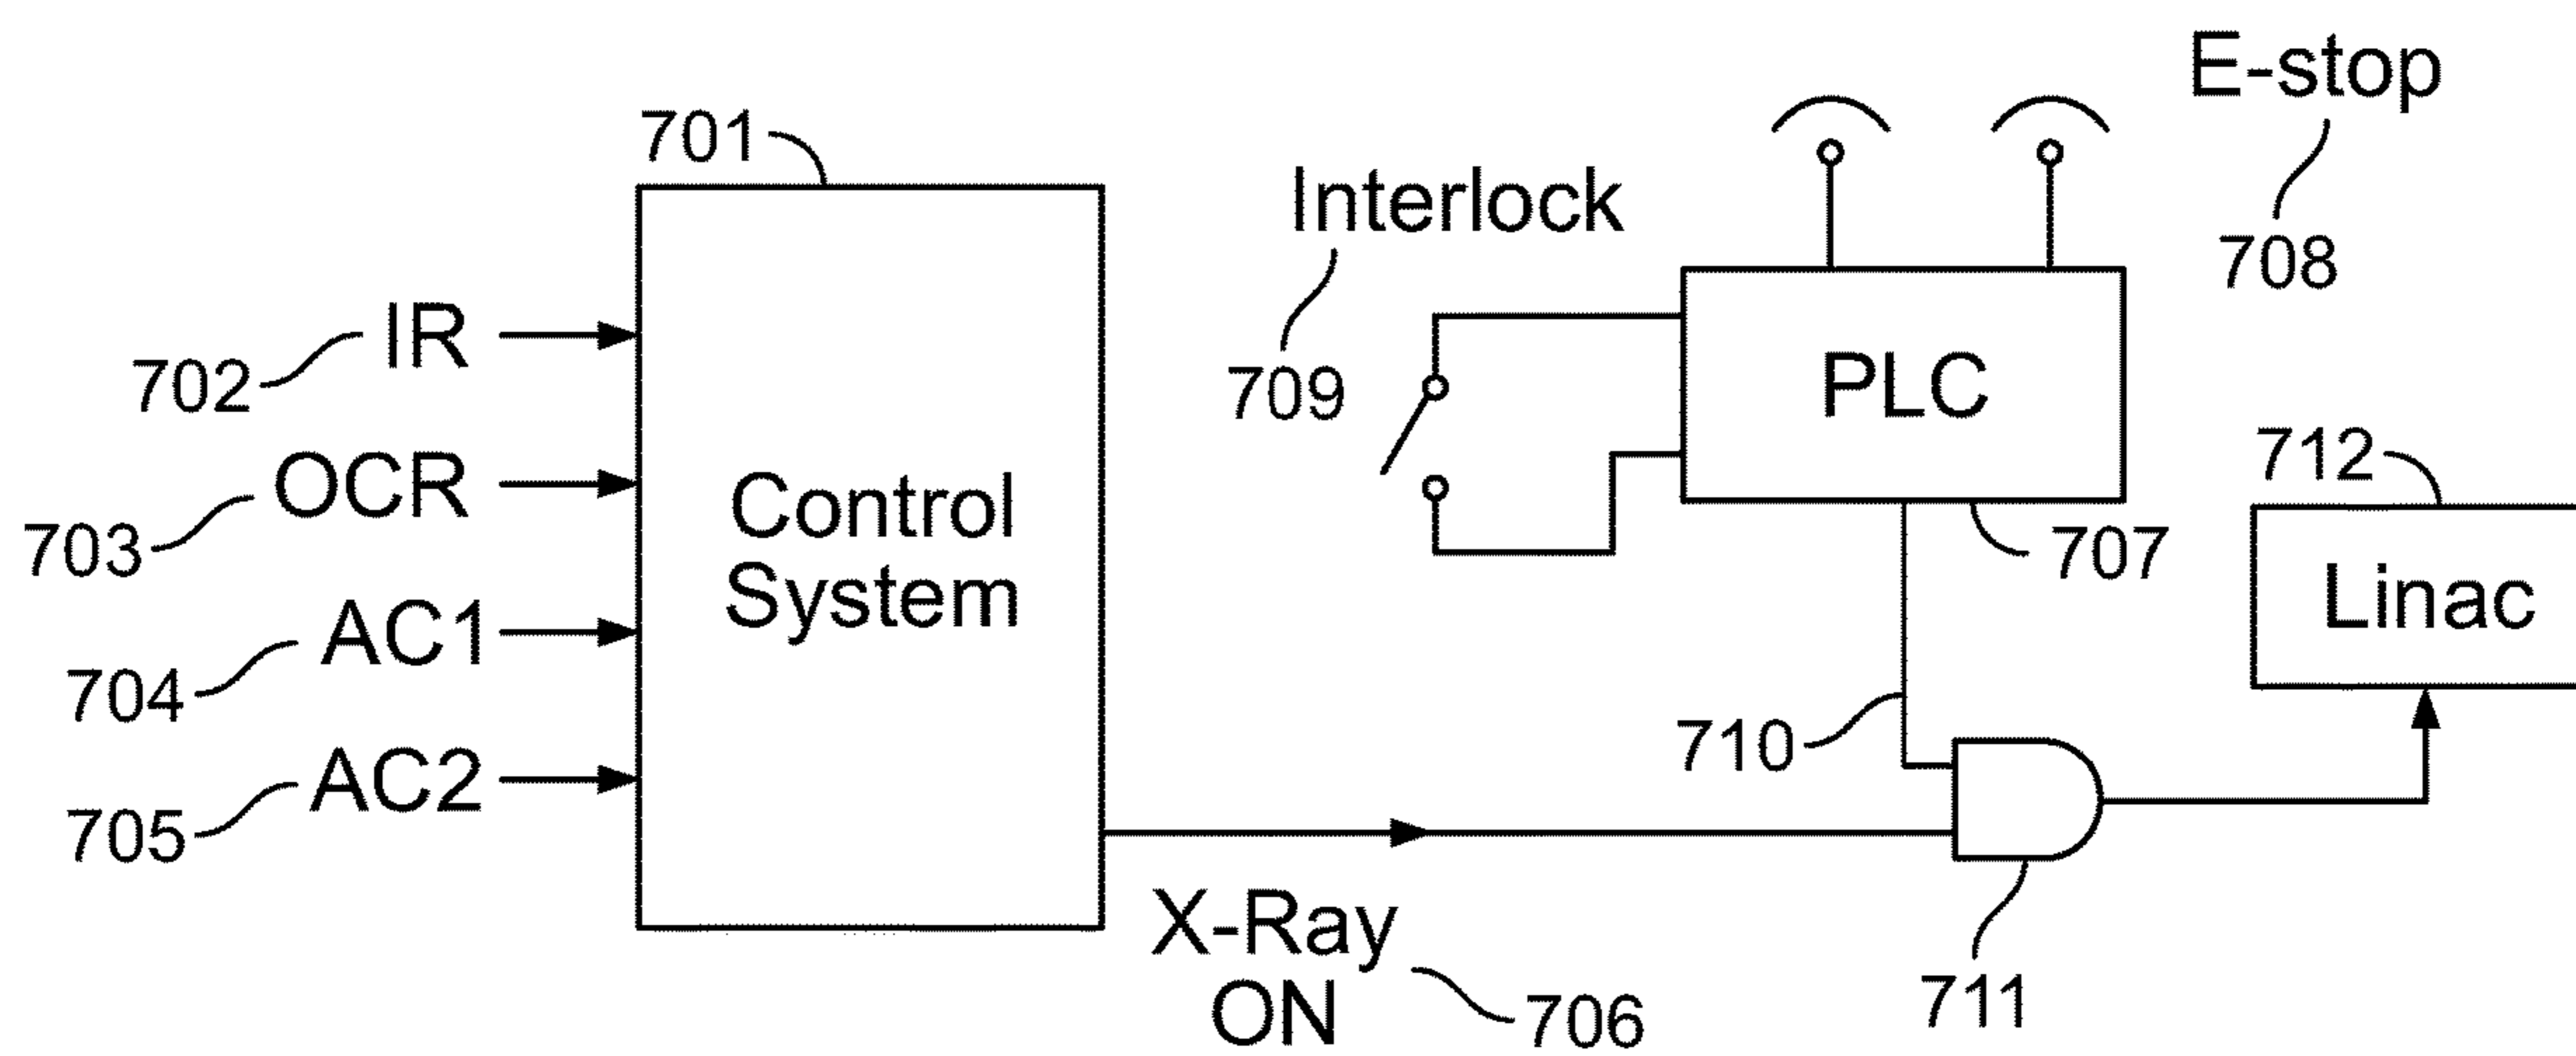 E-stop
708
701
Interlock
709
PLC
707
IR
702
OCR
703
AC1
704
AC2
705
Control
System
712
Linac
710
711
X-Ray
ON
706